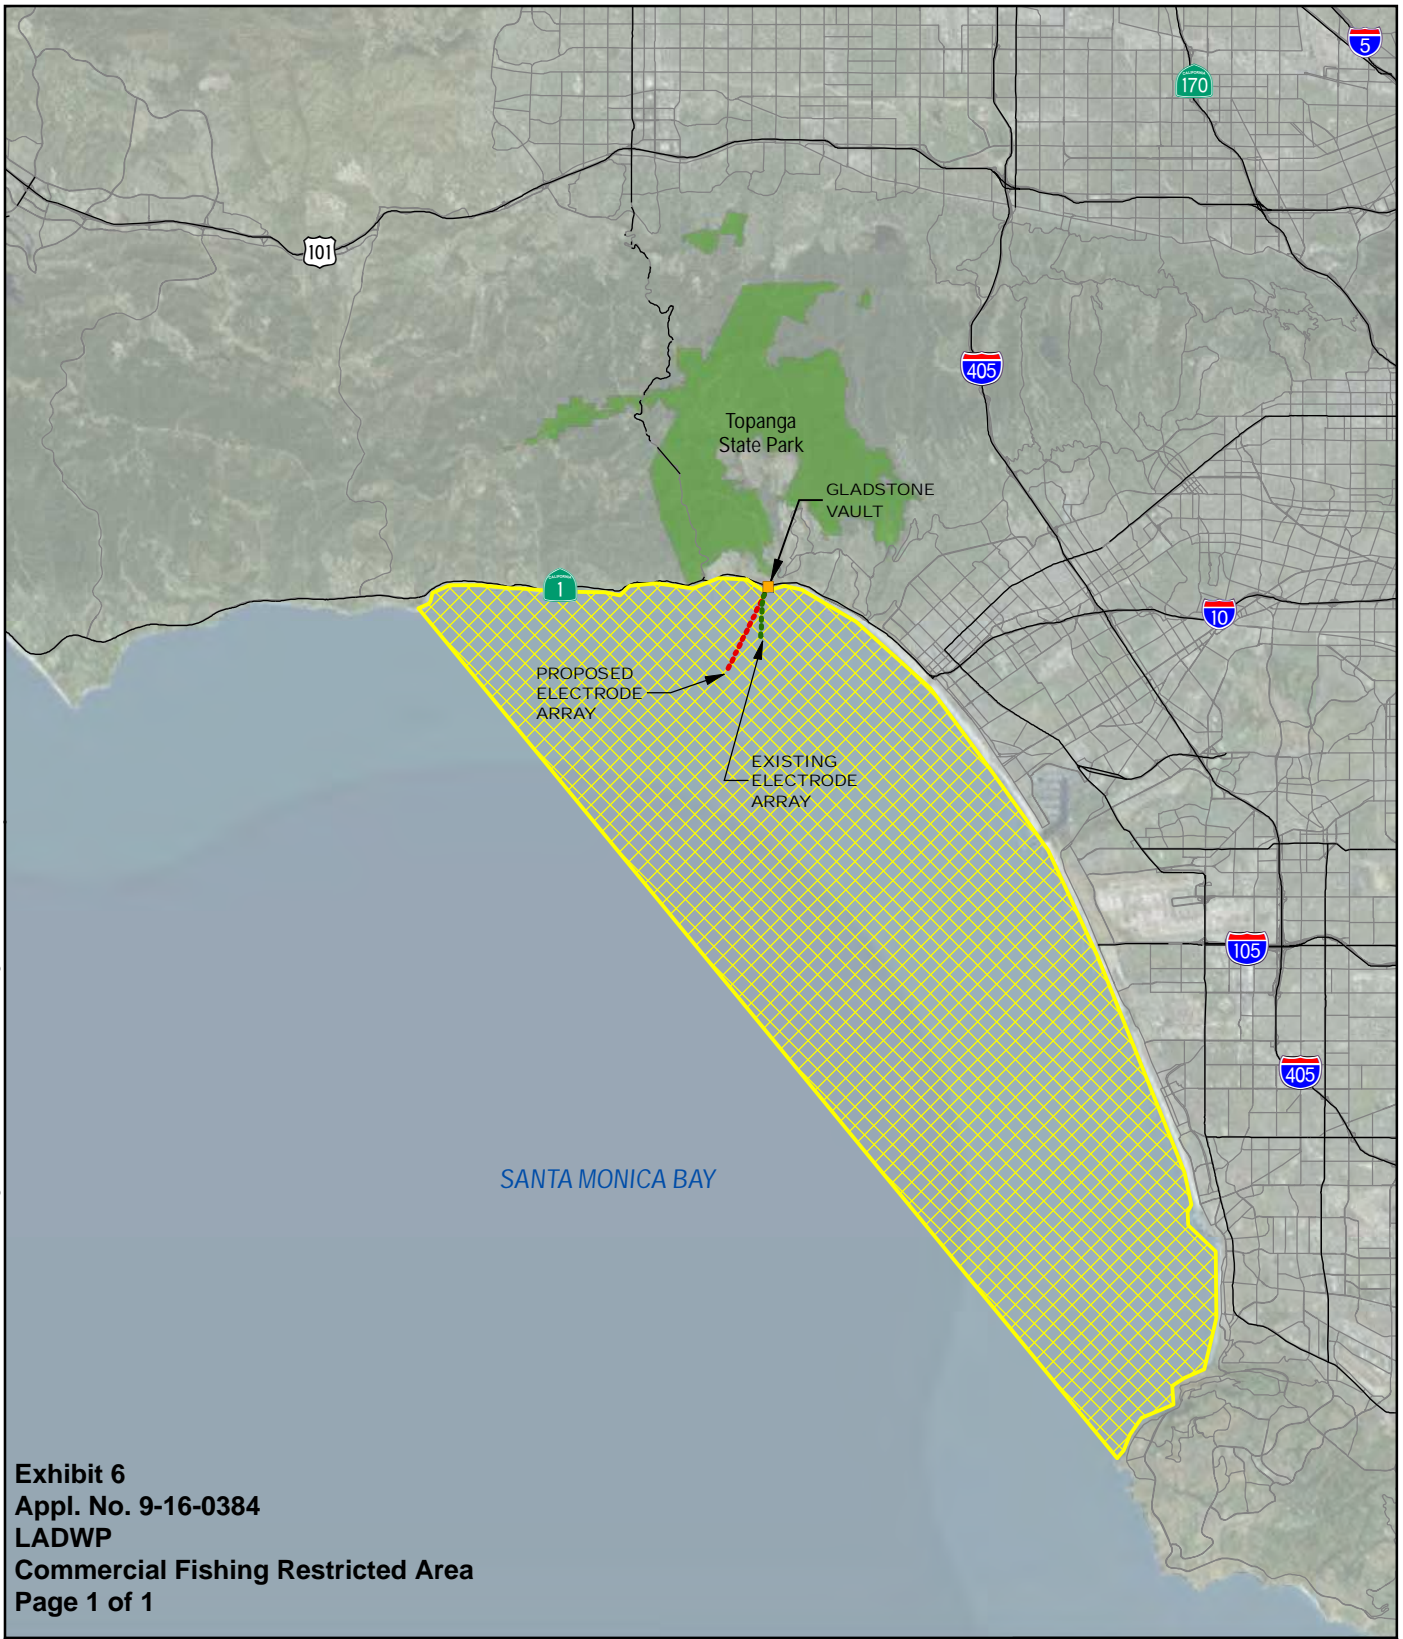 5
CALIFORNIA
170
101
405
Topanga
State Park
GLADSTONE
VAULT
CALIFORNIA
1
10
PROPOSED
ELECTRODE
ARRAY
EXISTING
ELECTRODE
ARRAY
105
405
SANTA MONICA BAY
Exhibit 6
Appl. No. 9-16-0384
LADWP
Commercial Fishing Restricted Area
Page 1 of 1